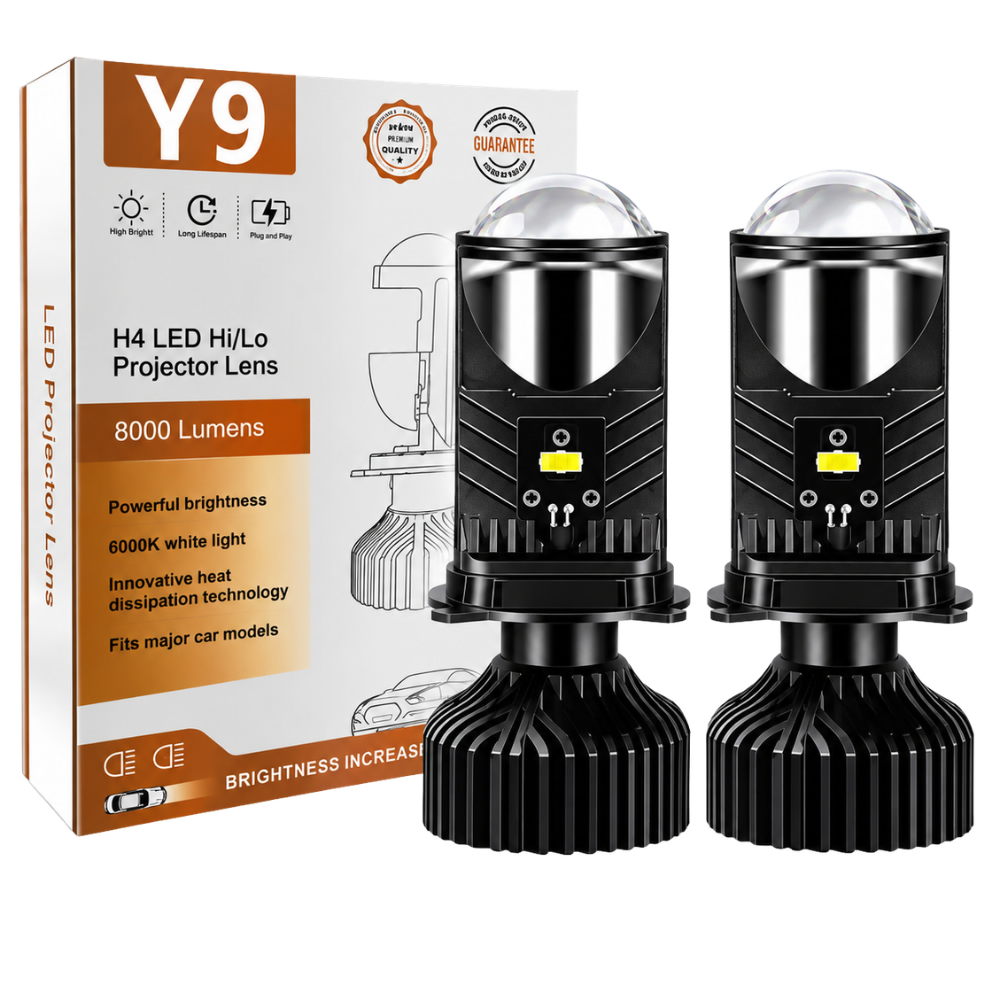 Y9
PREMIUM
QUALITY
GUARANTEE
High Brightt
Long Lifespan
Plug and Play
H4 LED Hi/Lo
Projector Lens
8000 Lumens
Powerful brightness
6000K white light
Innovative heat
dissipation technology
Fits major car models
BRIGHTNESS INCREASE
LED Projector Lens